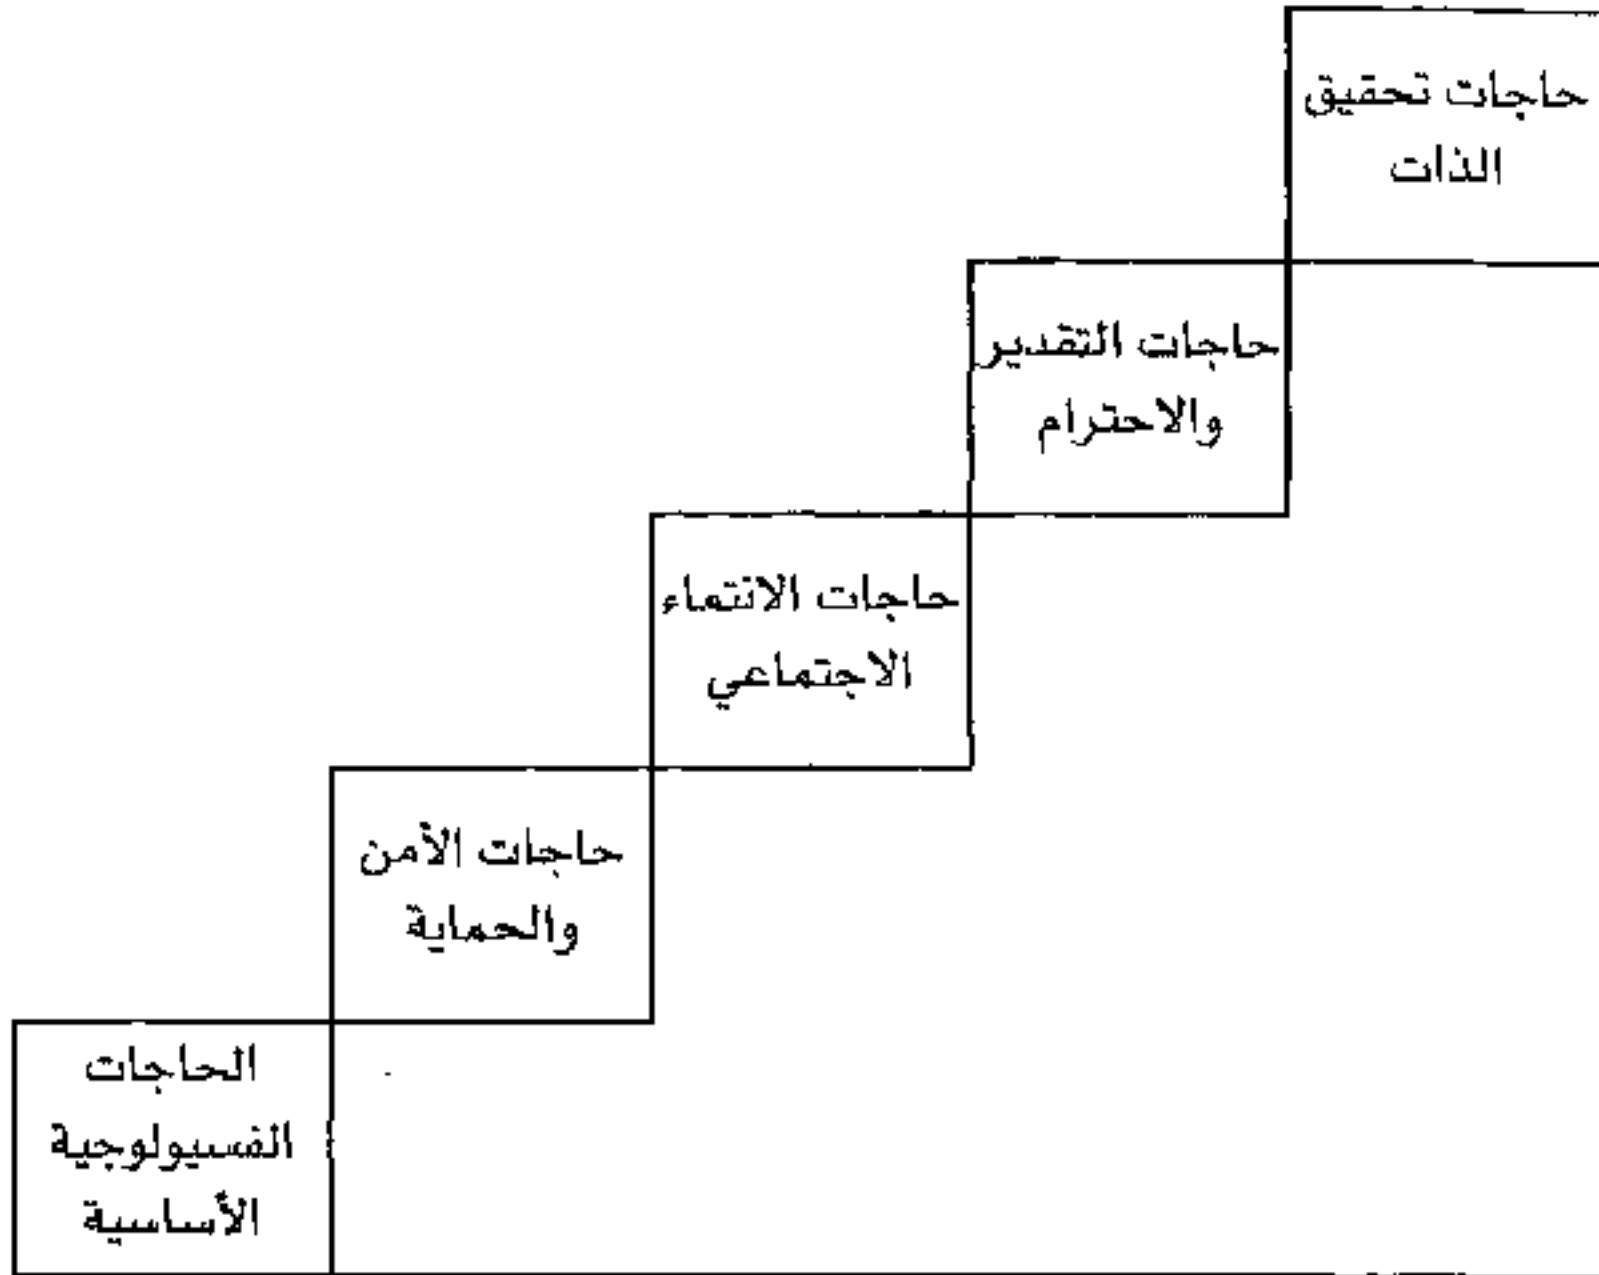 حاجات تحقيق
الذات
حاجات التقدير
والاحترام
حاجات الانتماء
الاجتماعي
حاجات الأمن
والحماية
الحاجات
الفسيولوجية
الأساسية